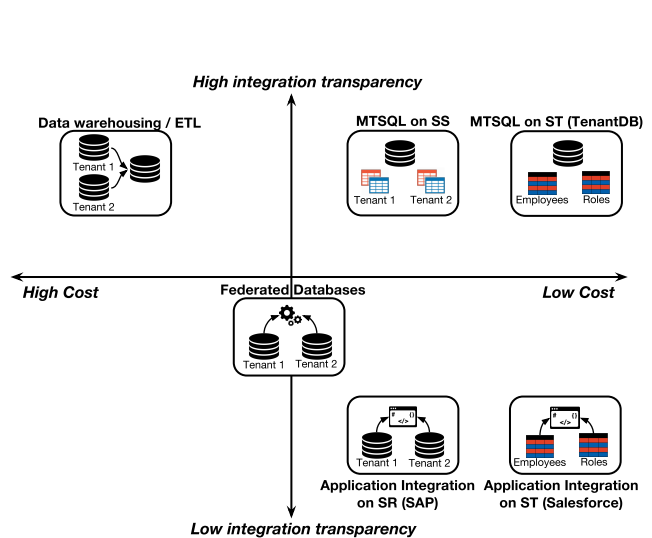 High integration transparency
Data warehousing / ETL
MTSQL on SS
MTSQL on ST (TenantDB)
Tenant 1
Tenant 2
Tenant 1
Tenant 2
Employees
Roles
High Cost
Low Cost
Federated Databases
Tenant 1
Tenant 2
# {}
</>
Tenant 1
Tenant 2
# {}
</>
Employees
Roles
Application Integration
on SR (SAP)
Application Integration
on ST (Salesforce)
Low integration transparency